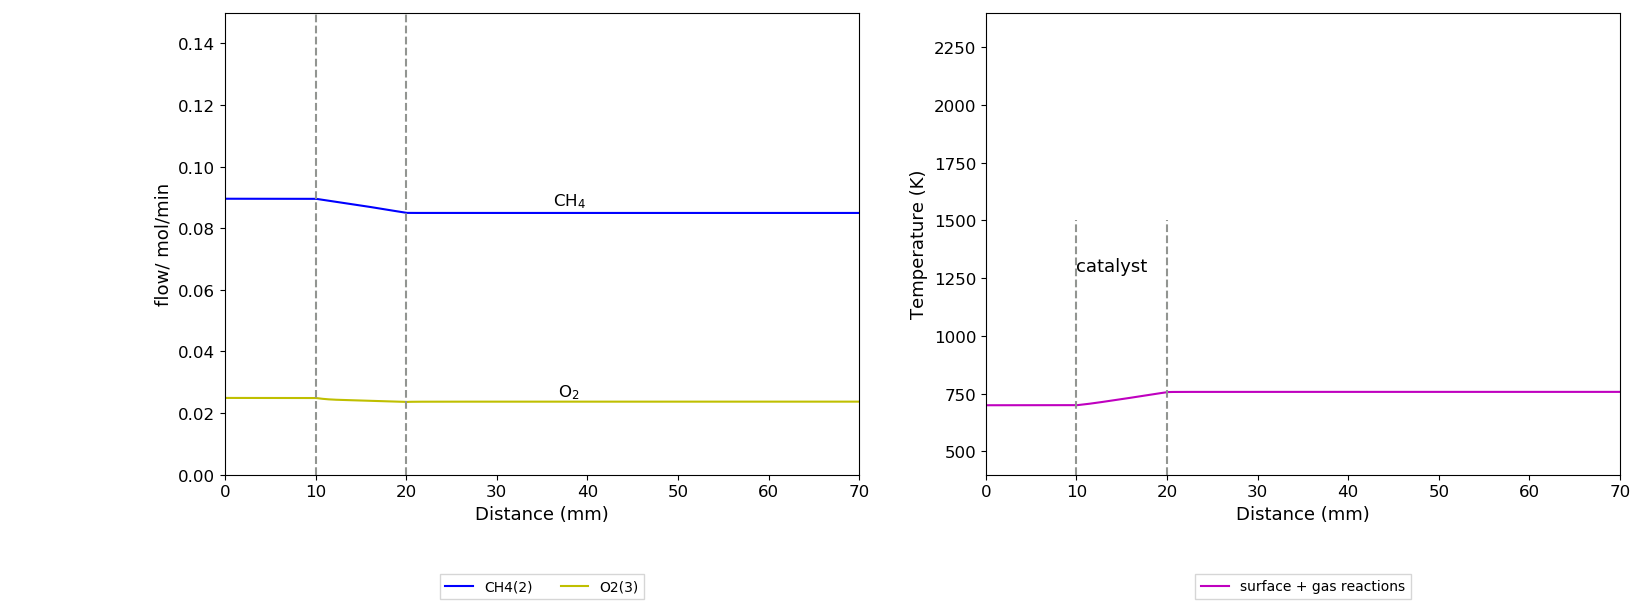 0.14
0.12
0.10
0.08
0.06
0.04
0.02
0.00
flow/ mol/min
CH₄
O₂
0 10 20 30 40 50 60 70
Distance (mm)
CH4(2) O2(3)
2250
2000
1750
1500
1250
1000
750
500
Temperature (K)
catalyst
0 10 20 30 40 50 60 70
Distance (mm)
surface + gas reactions